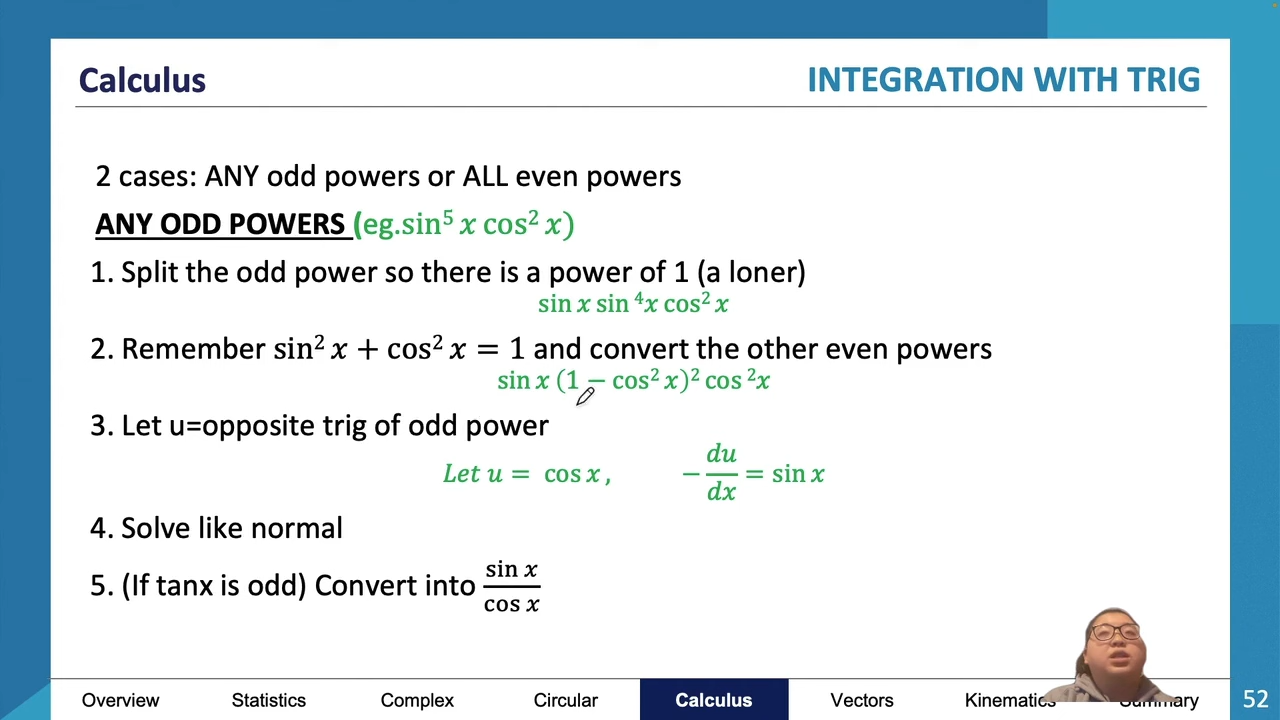 Calculus
INTEGRATION WITH TRIG
2 cases: ANY odd powers or ALL even powers
ANY ODD POWERS (eg.sin⁵ x cos² x)
1. Split the odd power so there is a power of 1 (a loner)
sin x sin ⁴x cos² x
2. Remember sin² x + cos² x = 1 and convert the other even powers
sin x (1 − cos² x)² cos ²x
3. Let u=opposite trig of odd power
Let u = cos x, − du/dx = sin x
4. Solve like normal
5. (If tanx is odd) Convert into sin x/cos x
Overview Statistics Complex Circular Calculus Vectors Kinematics Summary 52